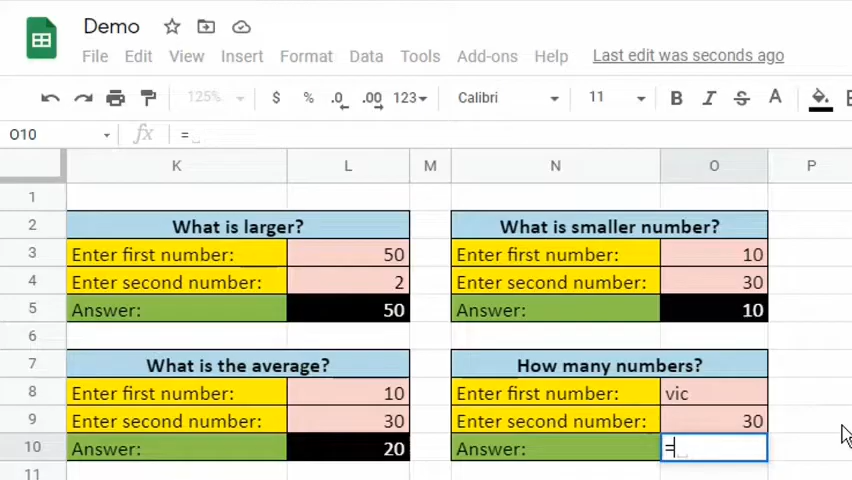 Demo
File Edit View Insert Format Data Tools Add-ons Help Last edit was seconds ago
125% $ % .0 .00 123 Calibri 11 B I S A
O10 fx =
K L M N O P
1
2 What is larger? What is smaller number?
3 Enter first number: 50 Enter first number: 10
4 Enter second number: 2 Enter second number: 30
5 Answer: 50 Answer: 10
6
7 What is the average? How many numbers?
8 Enter first number: 10 Enter first number: vic
9 Enter second number: 30 Enter second number: 30
10 Answer: 20 Answer: =
11